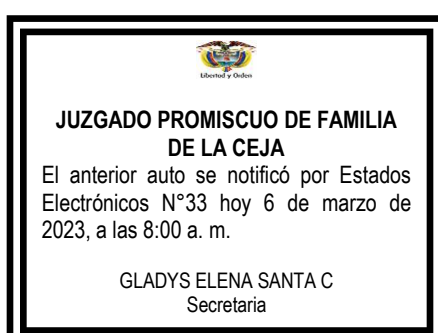 Libertad y Orden
JUZGADO PROMISCUO DE FAMILIA
DE LA CEJA
El anterior auto se notificó por Estados
Electrónicos N°33 hoy 6 de marzo de
2023, a las 8:00 a. m.
GLADYS ELENA SANTA C
Secretaria